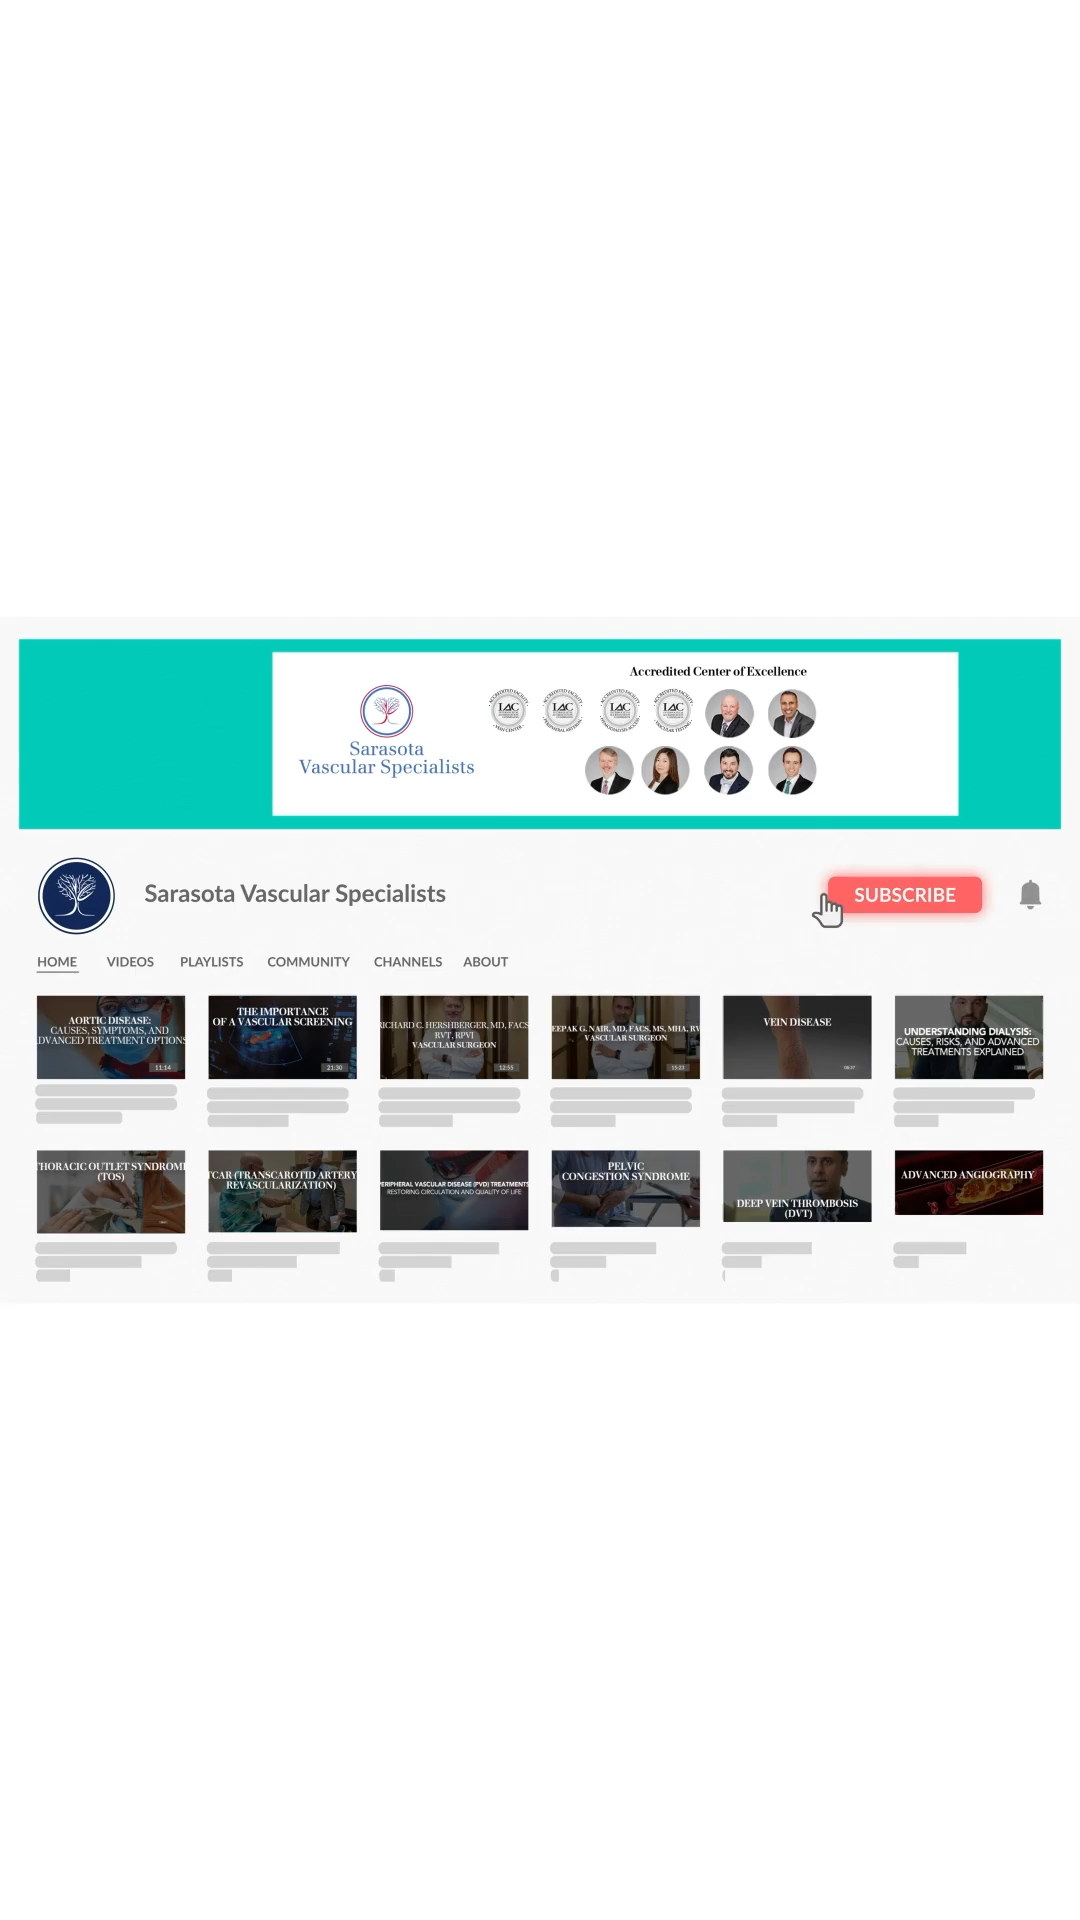 Accredited Center of Excellence
IAC
IAC
IAC
IAC
Sarasota
Vascular Specialists
Sarasota Vascular Specialists
SUBSCRIBE
HOME VIDEOS PLAYLISTS COMMUNITY CHANNELS ABOUT
AORTIC DISEASE:
CAUSES, SYMPTOMS, AND
DVANCED TREATMENT OPTIONS
11:14
THE IMPORTANCE
OF A VASCULAR SCREENING
21:30
RICHARD C. HERSHBERGER, MD, FACS
RVT, RPVI
VASCULAR SURGEON
12:55
EEPAK G. NAIR, MD, FACS, MS, MHA, RV
VASCULAR SURGEON
15:23
VEIN DISEASE
UNDERSTANDING DIALYSIS:
CAUSES, RISKS, AND ADVANCED
TREATMENTS EXPLAINED
THORACIC OUTLET SYNDROME
(TOS)
TCAR (TRANSCAROTID ARTERY
REVASCULARIZATION)
PERIPHERAL VASCULAR DISEASE (PVD) TREATMENTS
RESTORING CIRCULATION AND QUALITY OF LIFE
PELVIC
CONGESTION SYNDROME
DEEP VEIN THROMBOSIS
(DVT)
ADVANCED ANGIOGRAPHY